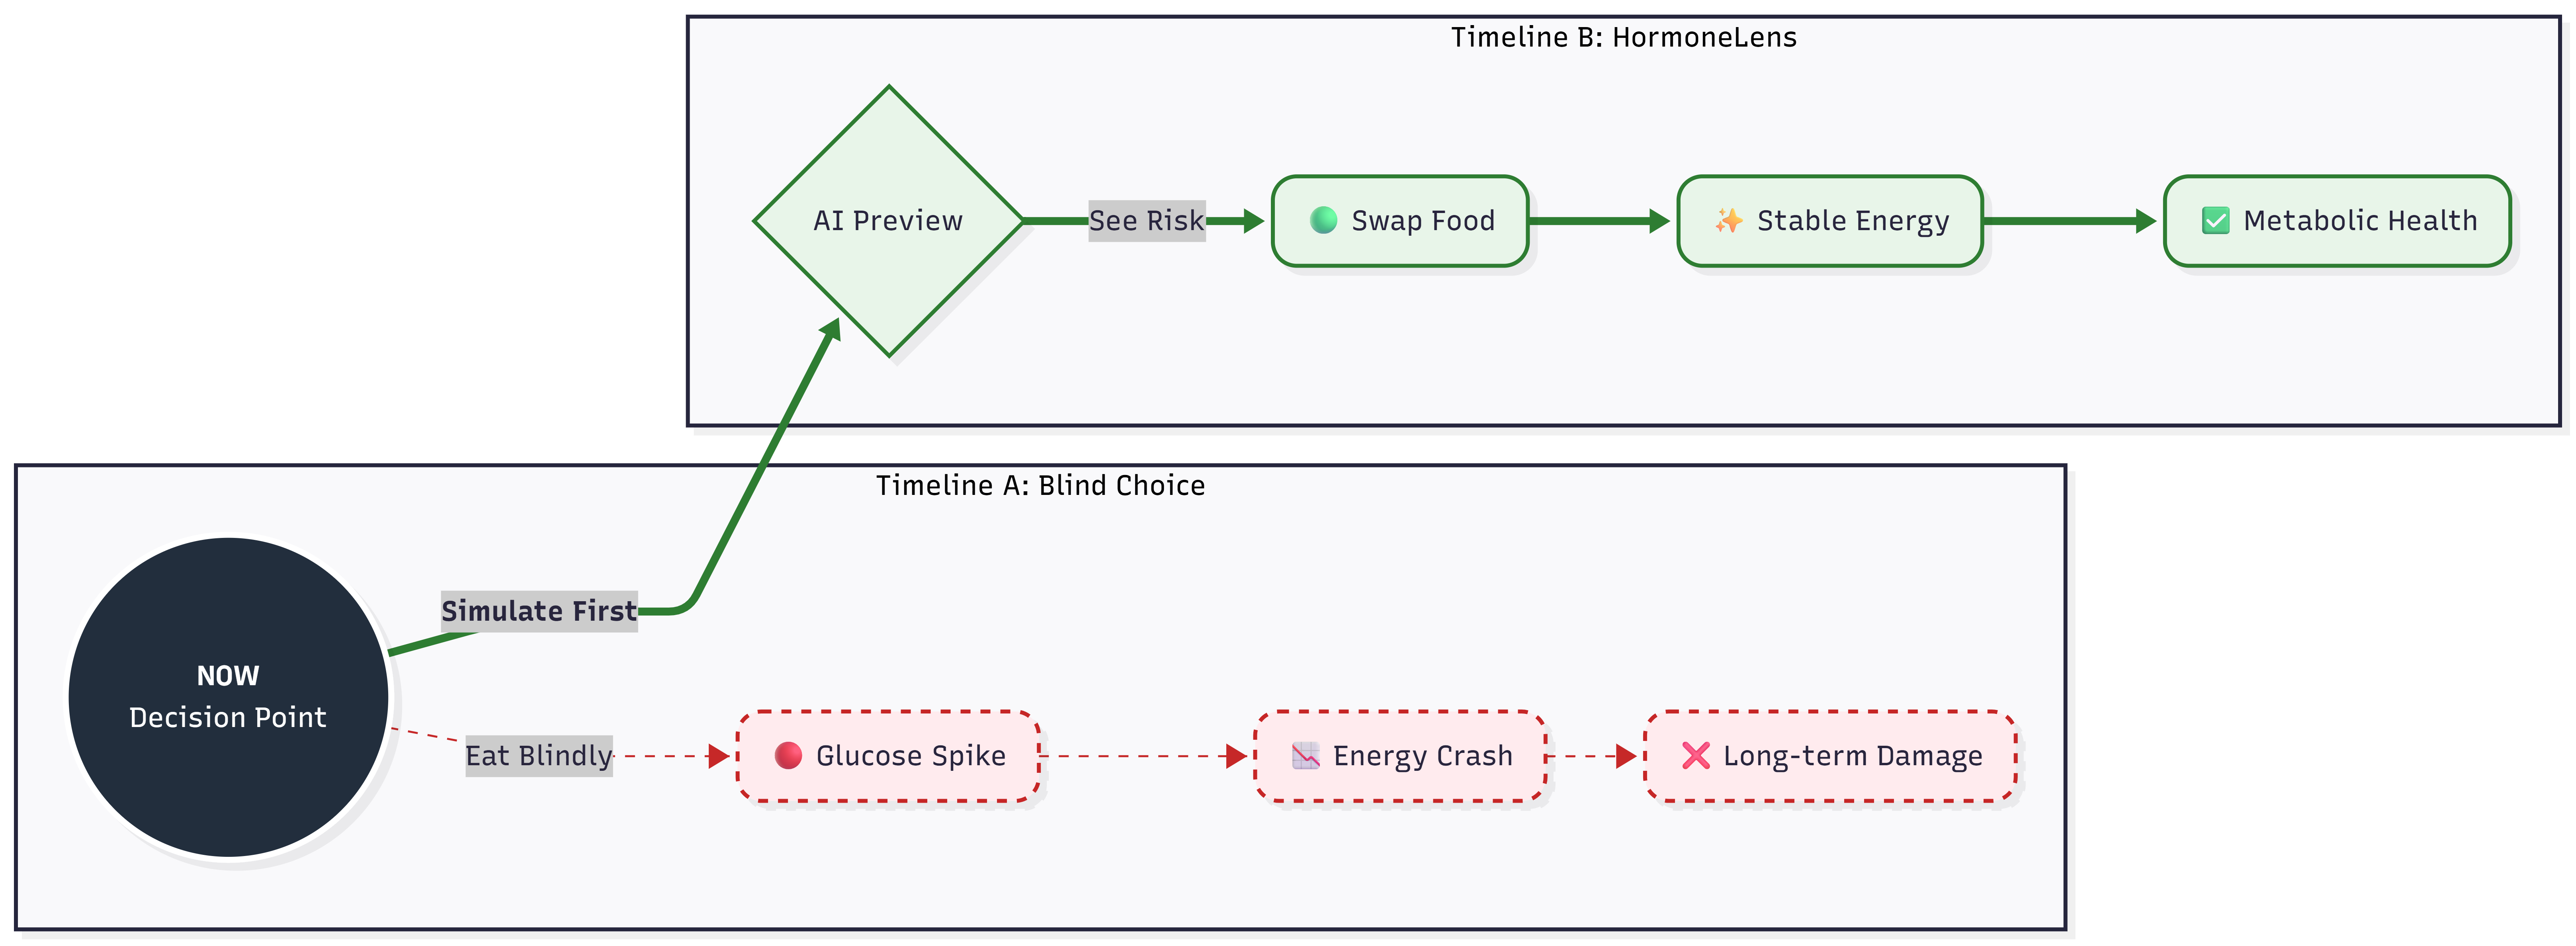 Timeline B: HormoneLens
AI Preview
See Risk
Swap Food
Stable Energy
Metabolic Health
Timeline A: Blind Choice
Simulate First
NOW
Decision Point
Eat Blindly
Glucose Spike
Energy Crash
Long-term Damage